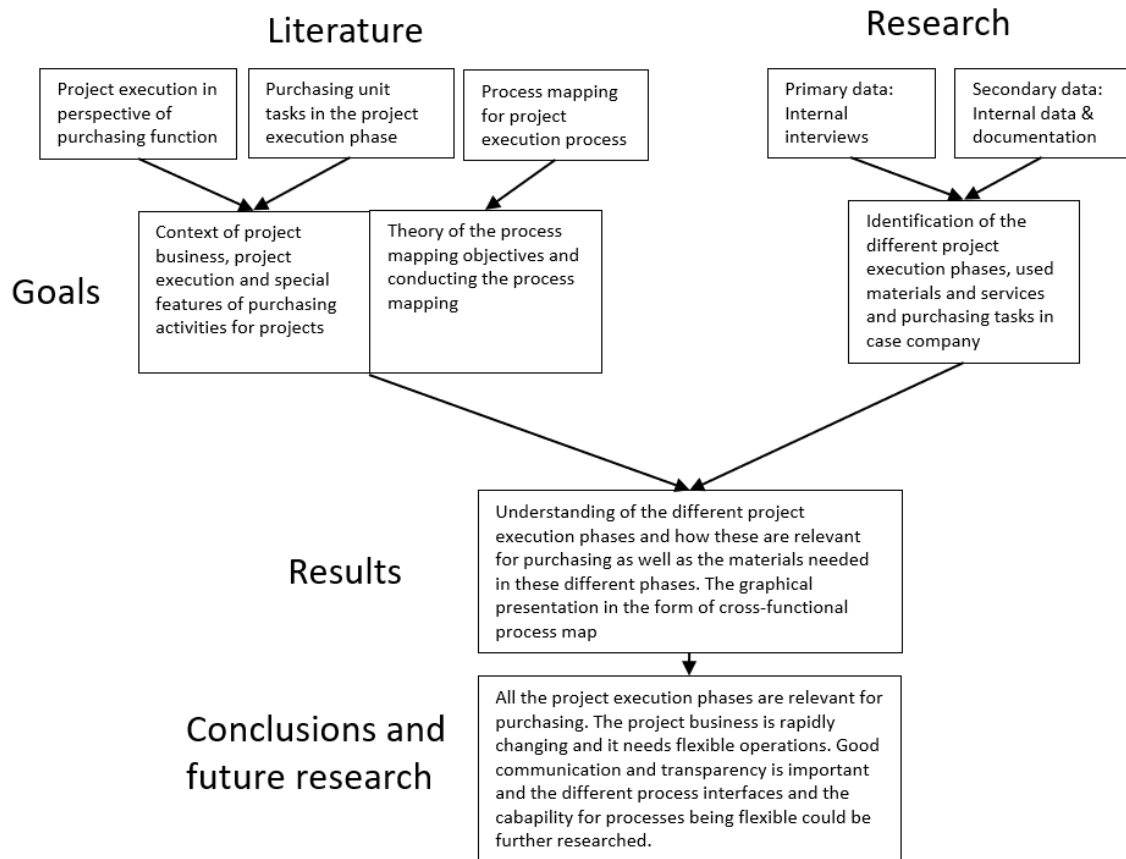 Literature
Research
Project execution in
perspective of
purchasing function
Purchasing unit
tasks in the project
execution phase
Process mapping
for project
execution process
Primary data:
Internal
interviews
Secondary data:
Internal data &
documentation
Goals
Context of project
business, project
execution and special
features of purchasing
activities for projects
Theory of the process
mapping objectives and
conducting the process
mapping
Identification of the
different project
execution phases, used
materials and services
and purchasing tasks in
case company
Results
Understanding of the different project
execution phases and how these are relevant
for purchasing as well as the materials needed
in these different phases. The graphical
presentation in the form of cross-functional
process map
Conclusions and
future research
All the project execution phases are relevant for
purchasing. The project business is rapidly
changing and it needs flexible operations. Good
communication and transparency is important
and the different process interfaces and the
cabapility for processes being flexible could be
further researched.